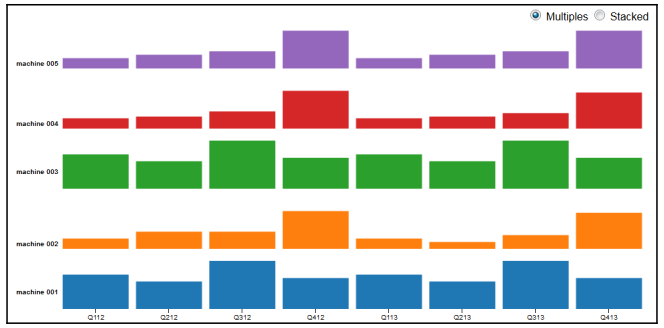 Multiples Stacked
machine 005
machine 004
machine 003
machine 002
machine 001
Q112 Q212 Q312 Q412 Q113 Q213 Q313 Q413